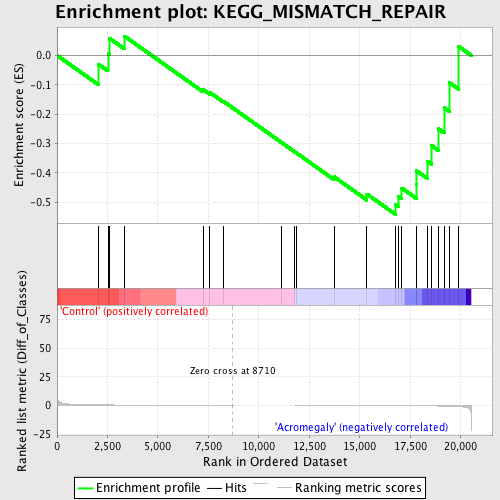 Enrichment plot: KEGG_MISMATCH_REPAIR
Enrichment score (ES)
0.0
-0.1
-0.2
-0.3
-0.4
-0.5
'Control' (positively correlated)
Ranked list metric (Diff_of_Classes)
75
50
25
0
-25
Zero cross at 8710
'Acromegaly' (negatively correlated)
0 2,500 5,000 7,500 10,000 12,500 15,000 17,500 20,000
Rank in Ordered Dataset
Enrichment profile Hits Ranking metric scores